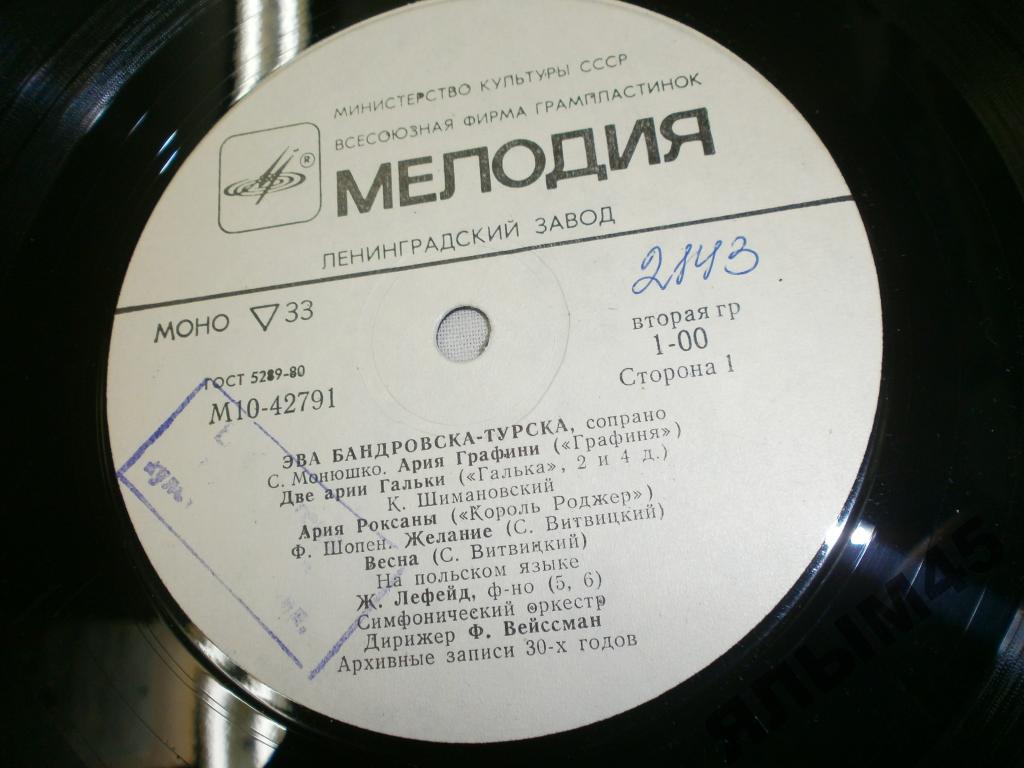 МИНИСТЕРСТВО КУЛЬТУРЫ СССР
ВСЕСОЮЗНАЯ ФИРМА ГРАМПЛАСТИНОК
®
МЕЛОДИЯ
ЛЕНИНГРАДСКИЙ ЗАВОД
2143
МОНО ▽ 33
вторая гр
1-00
Сторона 1
ГОСТ 5289-80
М10-42791
ЭВА БАНДРОВСКА-ТУРСКА, сопрано
С. Монюшко. Ария Графини («Графиня»)
Две арии Гальки («Галька», 2 и 4 д.)
К. Шимановский
Ария Роксаны («Король Роджер»)
Ф. Шопен. Желание (С. Витвицкий)
Весна (С. Витвицкий)
На польском языке
Ж. Лефейд, ф-но (5, 6)
Симфонический оркестр
Дирижер Ф. Вейссман
Архивные записи 30-х годов
ЯЛЫМ45